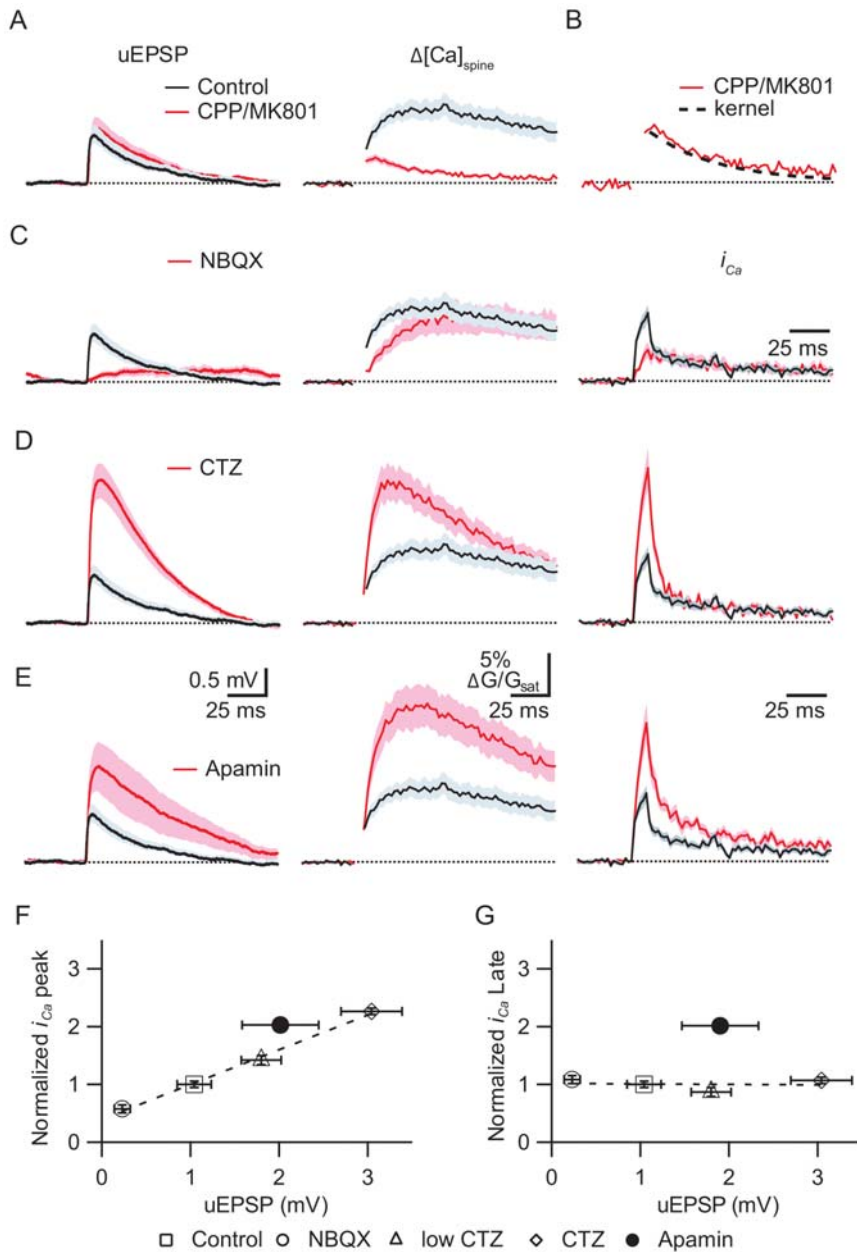 A
B
uEPSP
Δ[Ca]spine
Control
CPP/MK801
CPP/MK801
kernel
C
NBQX
iCa
25 ms
D
CTZ
E
0.5 mV
25 ms
5%
ΔG/Gsat
25 ms
25 ms
Apamin
F
G
Normalized iCa peak
3
2
1
0
0 1 2 3
uEPSP (mV)
Normalized iCa Late
3
2
1
0
0 1 2 3
uEPSP (mV)
Control NBQX low CTZ CTZ Apamin